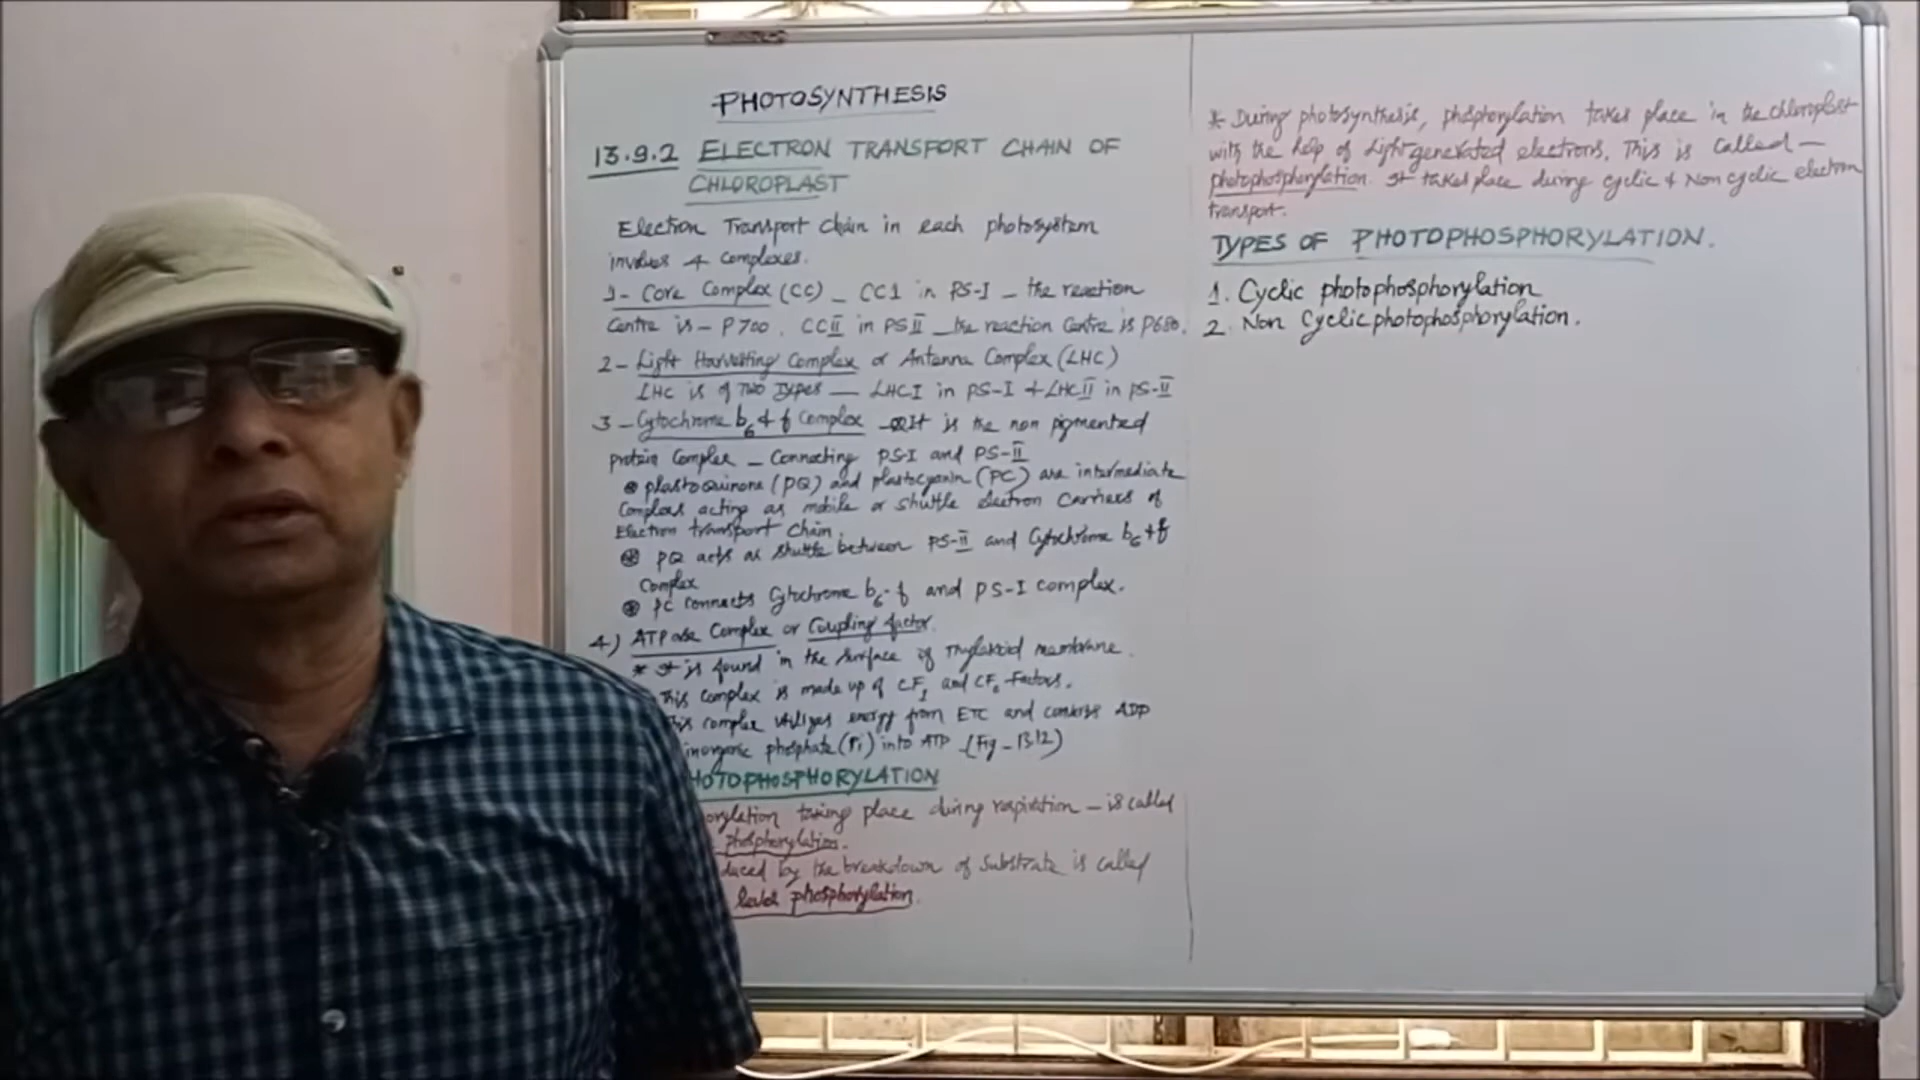 PHOTOSYNTHESIS
13.9.2 ELECTRON TRANSFORT CHAIN OF
CHLOROPLAST
Electron Transport chain in each photosystem
involves 4 complexes.
1- Core Complex (CC) _ CC1 in PS-I _ the reaction
Centre is - P700. CCII in PSII _ the reaction Centre is P680.
2 - Light Harvesting Complex or Antenna Complex (LHC)
LHC is of TWO Types — LHCI in PS-I + LHCII in PS-II
3 - Cytochrome b6 + f Complex - It is the non pigmented
protein Complex - Connecting PS-I and PS-II
plastoquinone (PQ) and plastocyanin (PC) are intermediate
acting as mobile or shuttle electron Carriers of
Electron transport chain.
PQ acts as shuttle between PS-II and Cytochrome b6 + f
Complex
PC connects Cytochrome b6-f and PS-I complex.
4) ATPase Complex or Coupling factor.
* It is found in the surface of Thylakoid membrane.
This complex is made up of CF1 and CF0 Factors.
complex utilizes energy from ETC and converts ADP
inorganic phosphate (Pi) into ATP (Fig - 13.12)
HOTOPHOSPHORYLATION
orylation taking place during respiration — is called
phosphorylation.
duced by the breakdown of Substrate is called
level phosphorylation.
* During photosynthesis, phosphorylation takes place in the chloroplast
with the help of light generated electrons. This is called —
photophosphorylation. It takes place during cyclic & Non cyclic electron
transport.
TYPES OF PHOTOPHOSPHORYLATION.
1. Cyclic photophosphorylation
2. Non Cyclic photophosphorylation.